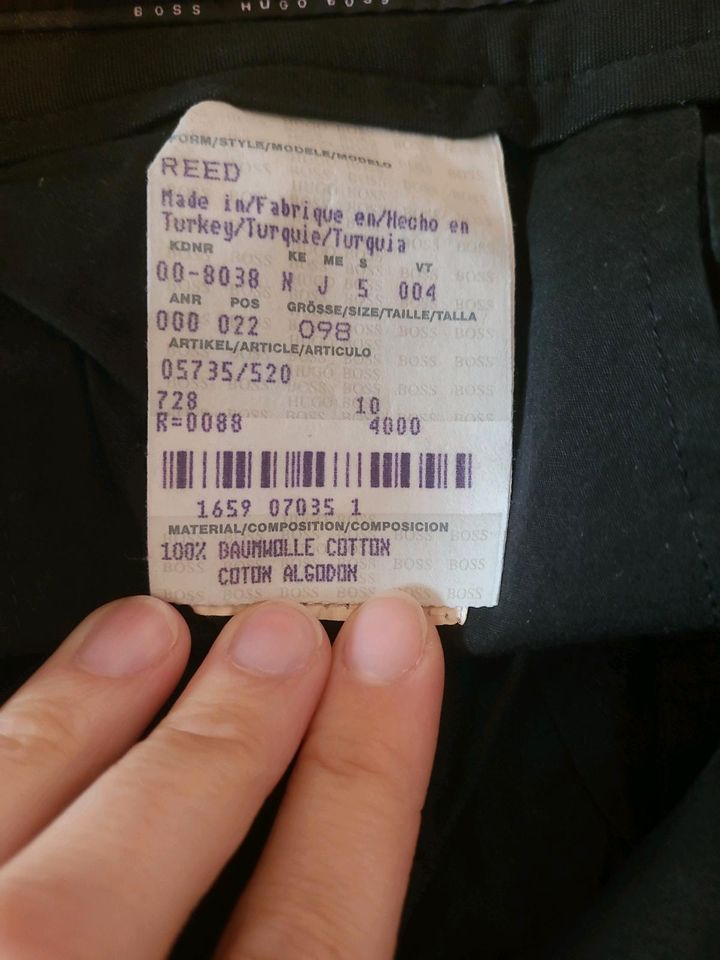 BOSS HUGO BOSS
FORM/STYLE/MODELE/MODELO
REED
Made in/Fabrique en/Hecho en
Turkey/Turquie/Turquia
KDNR KE ME S VT
00-8038 N J 5 004
ANR POS GRÖSSE/SIZE/TAILLE/TALLA
000 022 098
ARTIKEL/ARTICLE/ARTICULO
05735/520
728 10
R=0088 4000
1659 07035 1
MATERIAL/COMPOSITION/COMPOSICION
100% BAUMWOLLE COTTON
COTON ALGODON